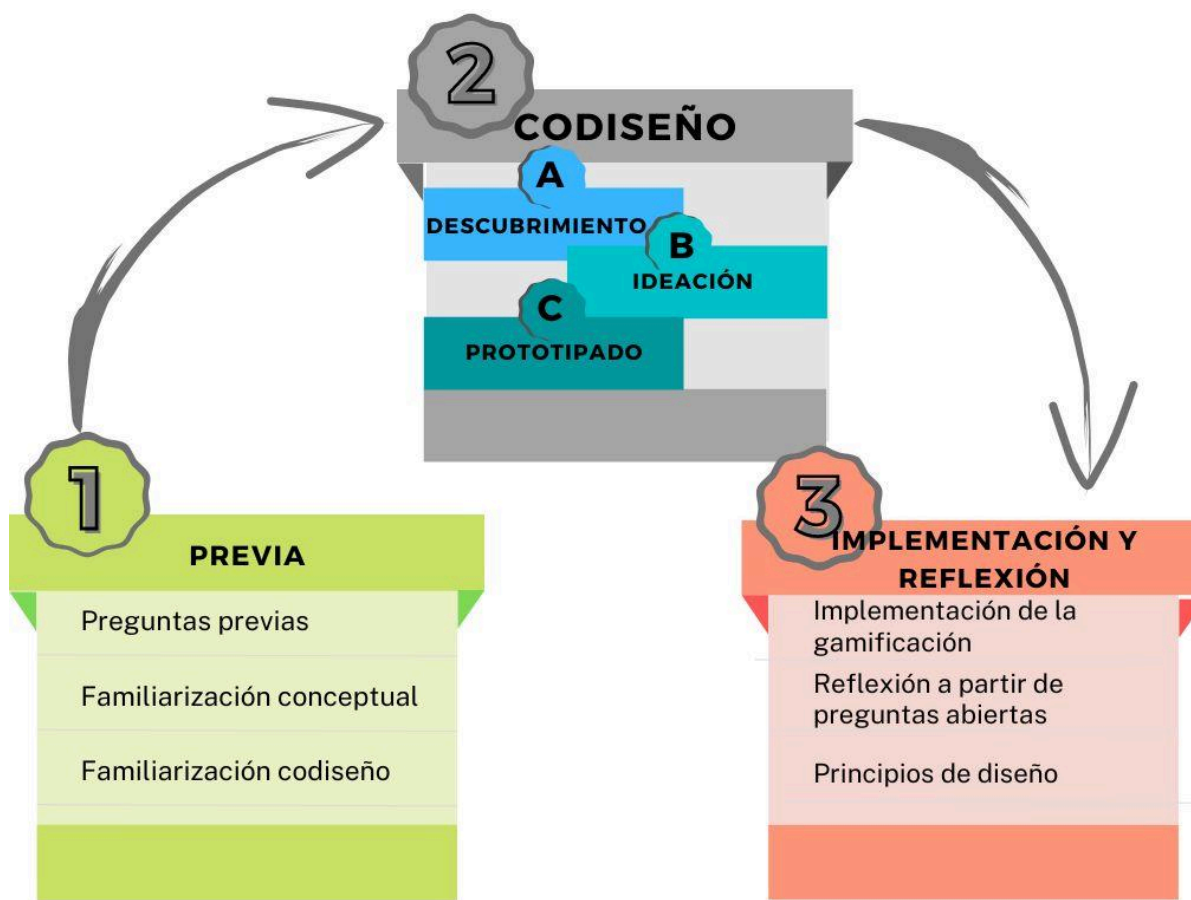 2
CODISEÑO
A
DESCUBRIMIENTO
B
IDEACIÓN
C
PROTOTIPADO
1
PREVIA
Preguntas previas
Familiarización conceptual
Familiarización codiseño
3
IMPLEMENTACIÓN Y
REFLEXIÓN
Implementación de la
gamificación
Reflexión a partir de
preguntas abiertas
Principios de diseño